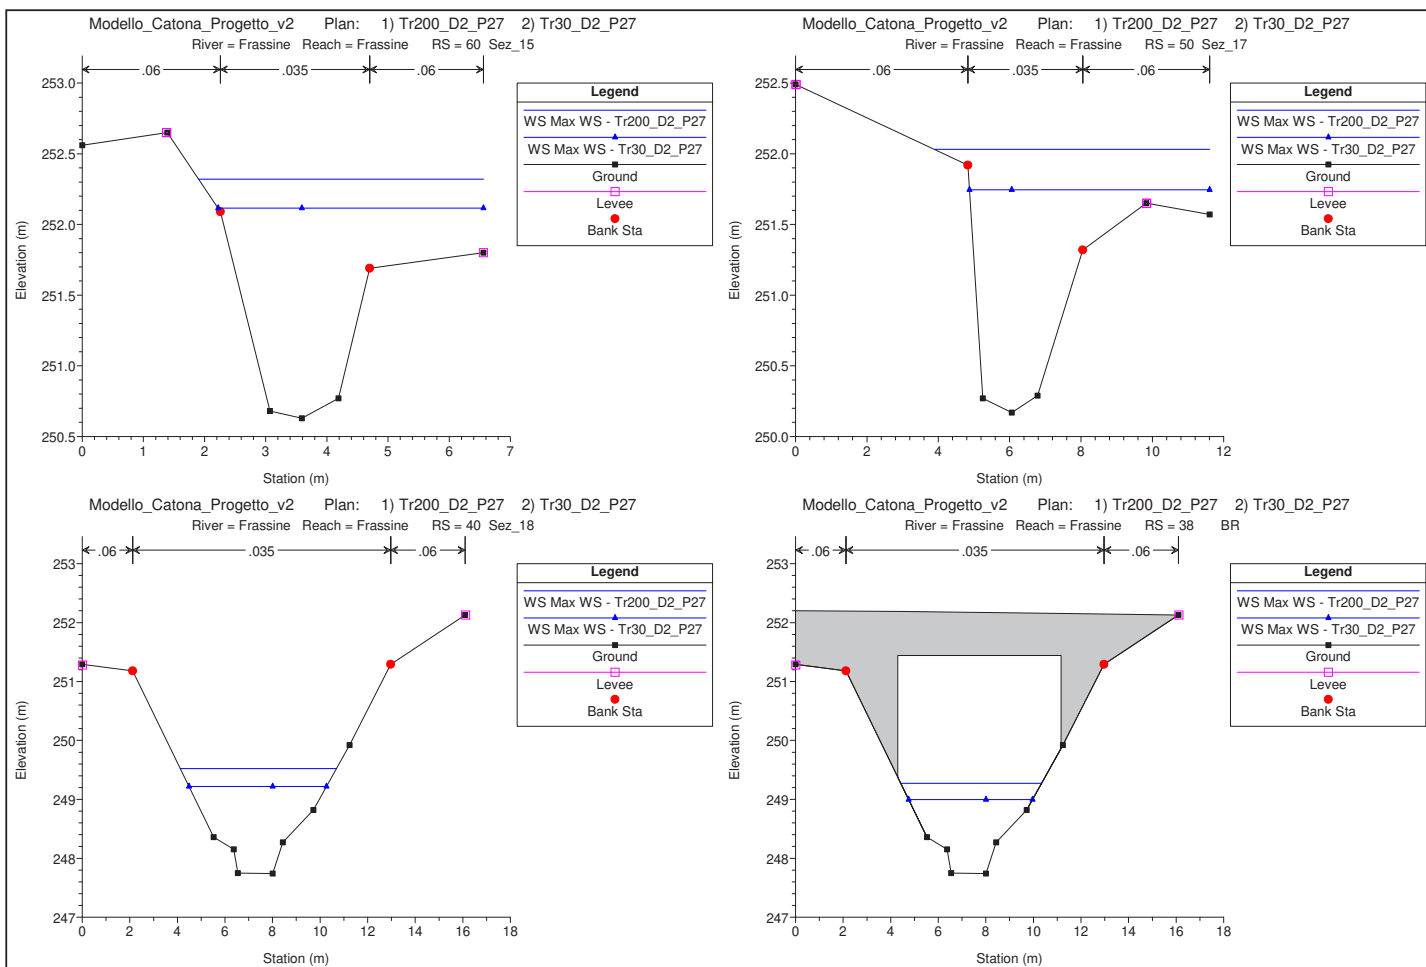 Modello_Catona_Progetto_v2 Plan: 1) Tr200_D2_P27 2) Tr30_D2_P27
River = Frassine Reach = Frassine RS = 60 Sez_15
.06 .035 .06
253.0
252.5
252.0
251.5
251.0
250.5
Elevation (m)
0 1 2 3 4 5 6 7
Station (m)
Legend
WS Max WS - Tr200_D2_P27
WS Max WS - Tr30_D2_P27
Ground
Levee
Bank Sta
Modello_Catona_Progetto_v2 Plan: 1) Tr200_D2_P27 2) Tr30_D2_P27
River = Frassine Reach = Frassine RS = 50 Sez_17
.06 .035 .06
252.5
252.0
251.5
251.0
250.5
250.0
Elevation (m)
0 2 4 6 8 10 12
Station (m)
Legend
WS Max WS - Tr200_D2_P27
WS Max WS - Tr30_D2_P27
Ground
Levee
Bank Sta
Modello_Catona_Progetto_v2 Plan: 1) Tr200_D2_P27 2) Tr30_D2_P27
River = Frassine Reach = Frassine RS = 40 Sez_18
.06 .035 .06
253
252
251
250
249
248
247
Elevation (m)
0 2 4 6 8 10 12 14 16 18
Station (m)
Legend
WS Max WS - Tr200_D2_P27
WS Max WS - Tr30_D2_P27
Ground
Levee
Bank Sta
Modello_Catona_Progetto_v2 Plan: 1) Tr200_D2_P27 2) Tr30_D2_P27
River = Frassine Reach = Frassine RS = 38 BR
.06 .035 .06
253
252
251
250
249
248
247
Elevation (m)
0 2 4 6 8 10 12 14 16 18
Station (m)
Legend
WS Max WS - Tr200_D2_P27
WS Max WS - Tr30_D2_P27
Ground
Levee
Bank Sta